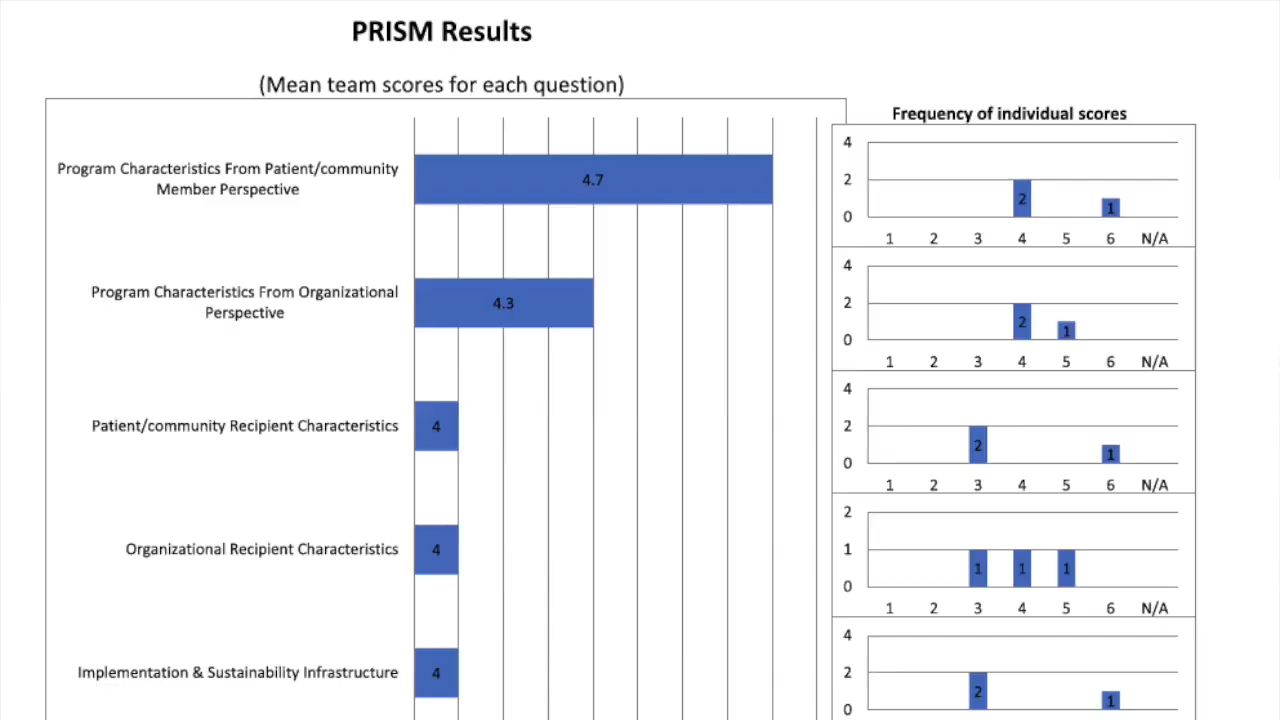 PRISM Results
(Mean team scores for each question)
Frequency of individual scores
Program Characteristics From Patient/community
Member Perspective
4.7
4
2
0
2
1
1 2 3 4 5 6 N/A
Program Characteristics From Organizational
Perspective
4.3
4
2
0
2
1
1 2 3 4 5 6 N/A
Patient/community Recipient Characteristics
4
4
2
0
2
1
1 2 3 4 5 6 N/A
Organizational Recipient Characteristics
4
2
1
0
1
1
1
1 2 3 4 5 6 N/A
Implementation & Sustainability Infrastructure
4
4
2
0
2
1